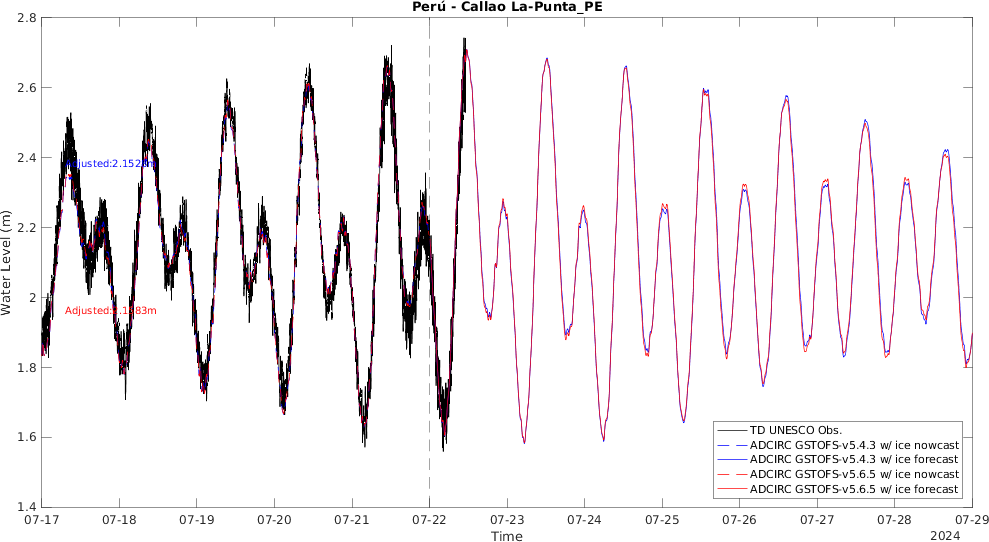 Perú - Callao La-Punta_PE
2.8
2.6
2.4
2.2
2
1.8
1.6
1.4
Water Level (m)
TD UNESCO Obs.
ADCIRC GSTOFS-v5.4.3 w/ ice nowcast
ADCIRC GSTOFS-v5.4.3 w/ ice forecast
ADCIRC GSTOFS-v5.6.5 w/ ice nowcast
ADCIRC GSTOFS-v5.6.5 w/ ice forecast
07-17 07-18 07-19 07-20 07-21 07-22 07-23 07-24 07-25 07-26 07-27 07-28 07-29
Time
2024